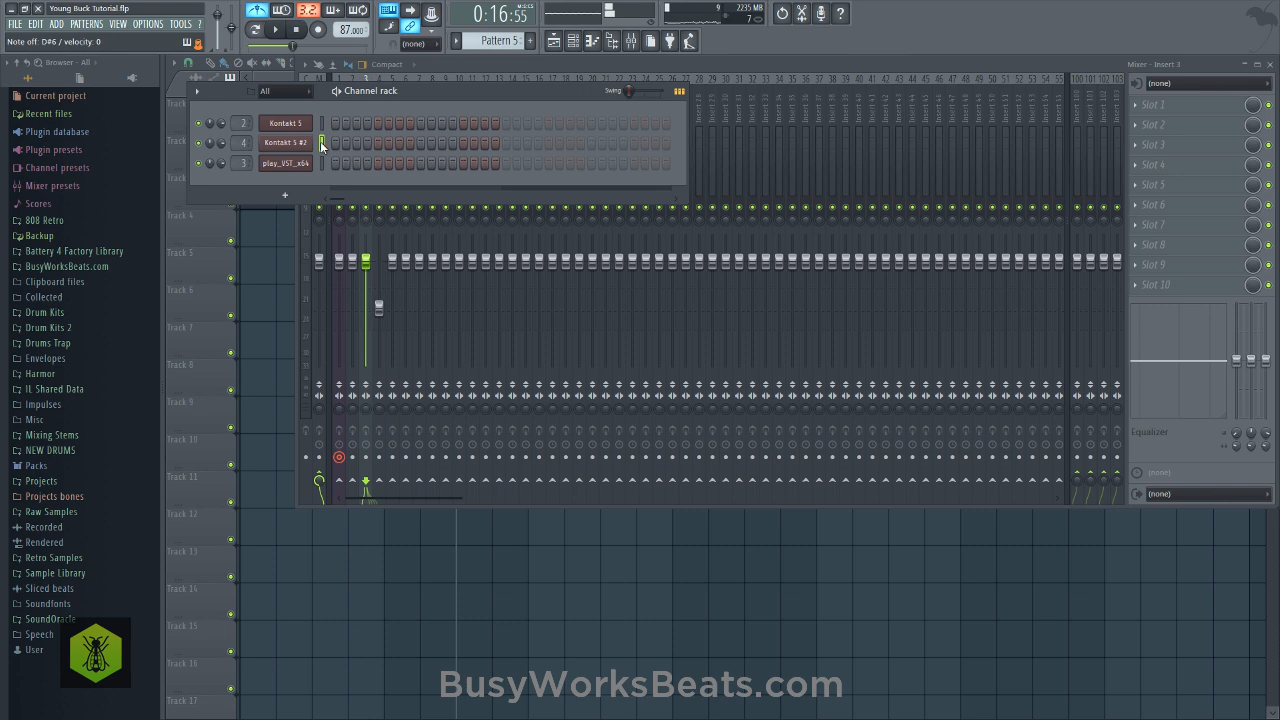 Young Buck Tutorial.flp
FILE EDIT ADD PATTERNS VIEW OPTIONS TOOLS ?
Note off: D#6 / velocity: 0
3.2
87.000
(none)
0:16:55
M:S:CS
Pattern 5
9
2235 MB
7
Browser - All
Current project
Recent files
Plugin database
Plugin presets
Channel presets
Mixer presets
Scores
808 Retro
Backup
Battery 4 Factory Library
BusyWorksBeats.com
Clipboard files
Collected
Drum Kits
Drum Kits 2
Drums Trap
Envelopes
Harmor
IL Shared Data
Impulses
Misc
Mixing Stems
NEW DRUMS
Packs
Projects
Projects bones
Raw Samples
Recorded
Rendered
Retro Samples
Sample Library
Sliced beats
Soundfonts
SoundOracle
Speech
User
Compact
All
Channel rack
Swing
2 Kontakt 5
4 Kontakt 5 #2
3 play_VST_x64
Track 4
Track 5
Track 6
Track 7
Track 8
Track 9
Track 10
Track 11
Track 12
Track 13
Track 14
Track 15
Track 16
Track 17
Mixer - Insert 3
(none)
Slot 1
Slot 2
Slot 3
Slot 4
Slot 5
Slot 6
Slot 7
Slot 8
Slot 9
Slot 10
Equalizer
(none)
(none)
BusyWorksBeats.com